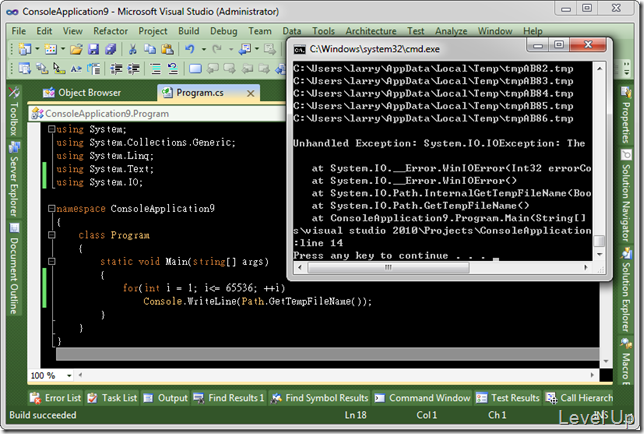 ConsoleApplication9 - Microsoft Visual Studio (Administrator)
File Edit View Refactor Project Build Debug Team Data Tools
Architecture Test Analyze Window Help
Object Browser Program.cs
ConsoleApplication9.Program
using System;
using System.Collections.Generic;
using System.Linq;
using System.Text;
using System.IO;
namespace ConsoleApplication9
{
class Program
{
static void Main(string[] args)
{
for(int i = 1; i<= 65536; ++i)
Console.WriteLine(Path.GetTempFileName());
}
}
}
C:\Windows\system32\cmd.exe
C:\Users\larry\AppData\Local\Temp\tmpAB82.tmp
C:\Users\larry\AppData\Local\Temp\tmpAB83.tmp
C:\Users\larry\AppData\Local\Temp\tmpAB84.tmp
C:\Users\larry\AppData\Local\Temp\tmpAB85.tmp
C:\Users\larry\AppData\Local\Temp\tmpAB86.tmp
Unhandled Exception: System.IO.IOException: The
at System.IO.__Error.WinIOError(Int32 errorCo
at System.IO.__Error.WinIOError()
at System.IO.Path.InternalGetTempFileName(Boo
at System.IO.Path.GetTempFileName()
at ConsoleApplication9.Program.Main(String[]
s\visual studio 2010\Projects\ConsoleApplication
:line 14
Press any key to continue . . .
Toolbox
Server Explorer
Document Outline
Properties
Team Explorer
Solution Explorer
Macro E
100 %
Error List Task List Output Find Results 1 Find Symbol Results Command Window Test Results Call Hierarch
Build succeeded Ln 18 Col 1 Ch 1 INS
Level Up